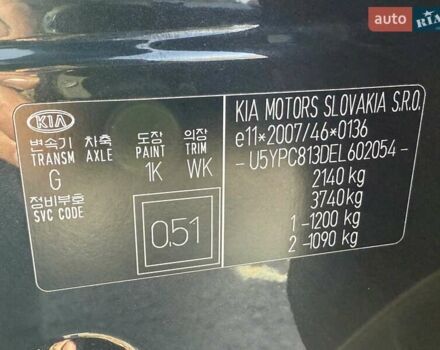 auto RIA
KIA
변속기 차축 도장 의장
TRANSM AXLE PAINT TRIM
G 1K WK
정비부호
SVC CODE
0.51
KIA MOTORS SLOVAKIA S.R.O.
e11*2007/46*0136
- U5YPC813DEL602054 -
2140 kg
3740 kg
1 - 1200 kg
2 - 1090 kg